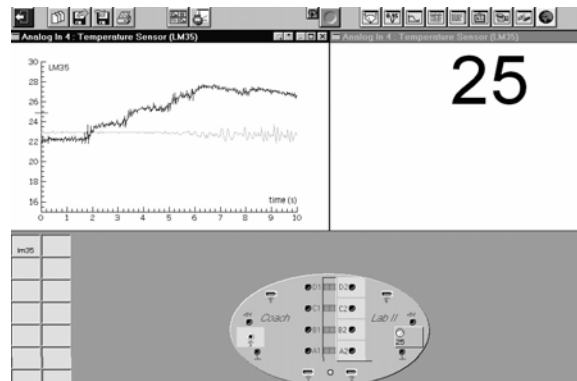 Analog In 4 : Temperature Sensor (LM35)
Analog In 4 : Temperature Sensor (LM35)
30
LM35
28
26
24
22
20
18
16
time (s)
0 1 2 3 4 5 6 7 8 9 10
25
lm35
D1 D2
C1 C2
Coach
Lab II
B1 B2
25
A1 A2